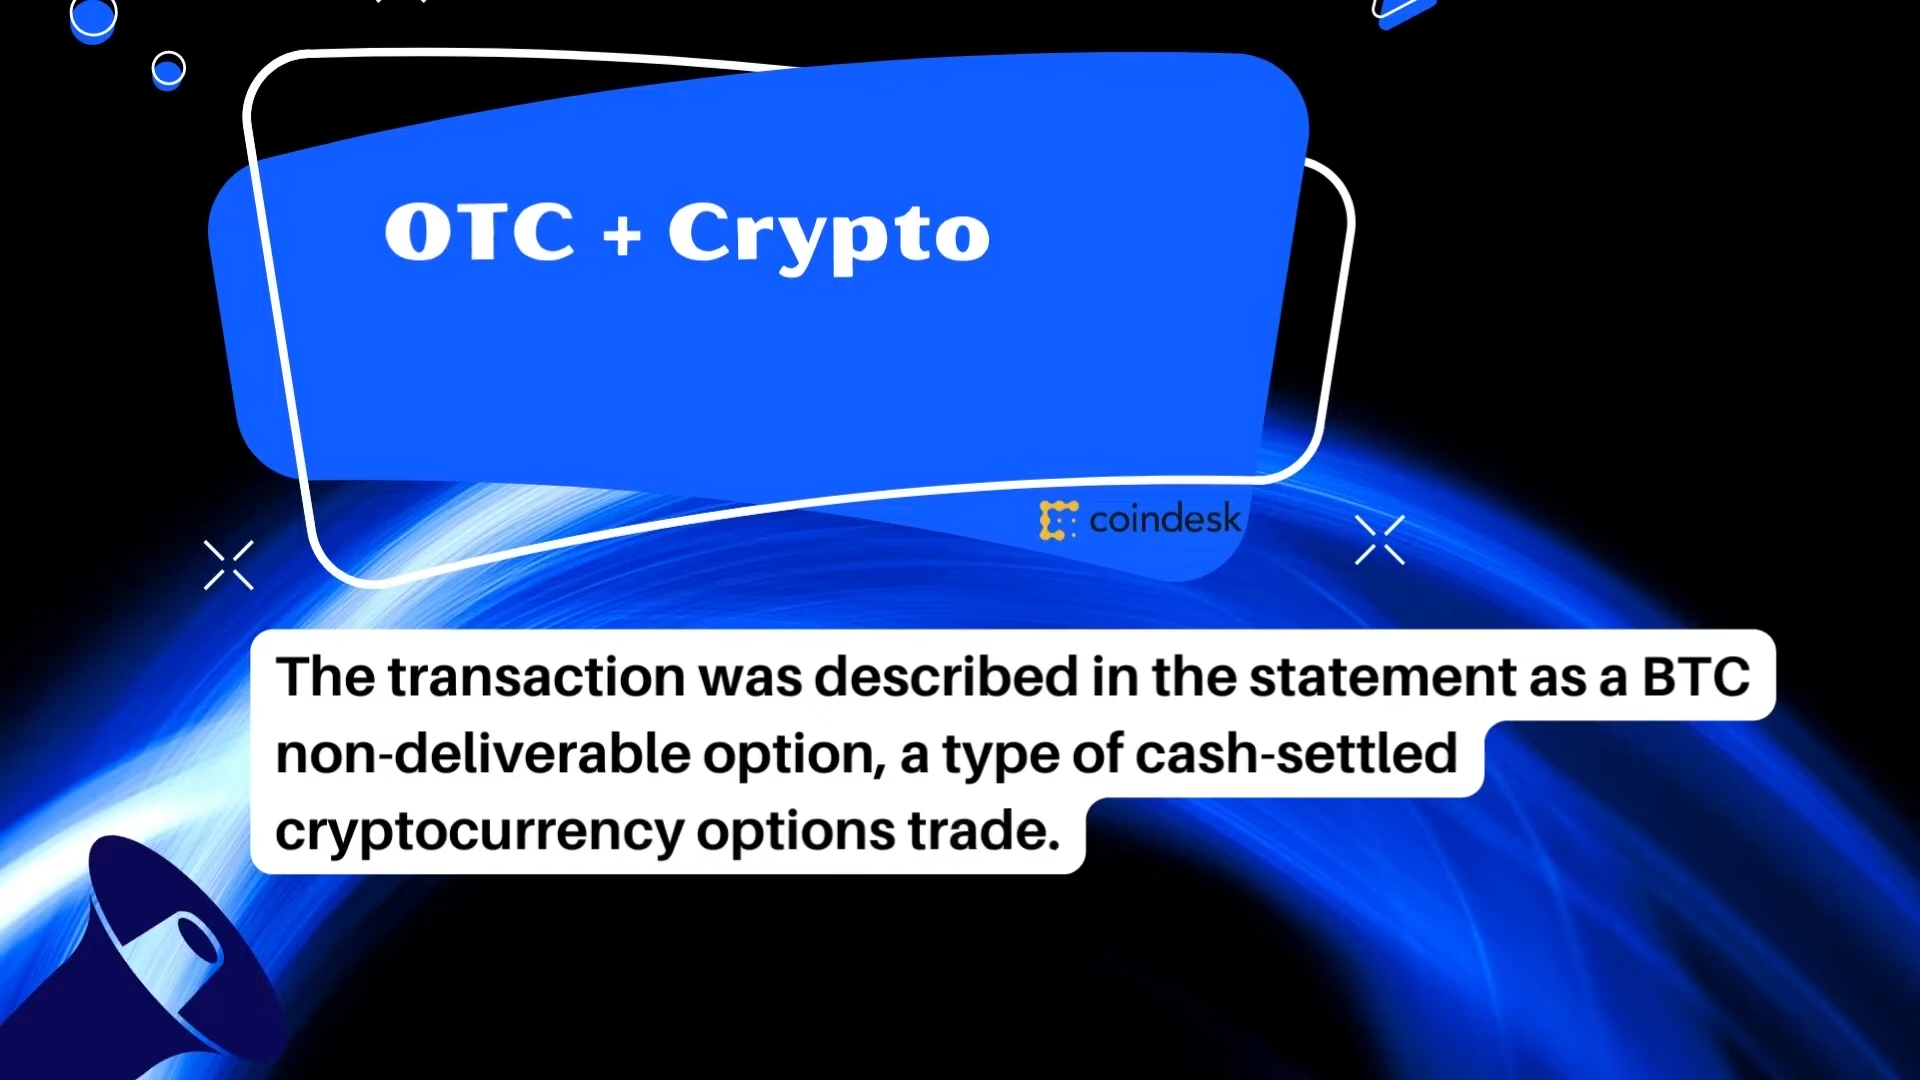 OTC + Crypto
coindesk
The transaction was described in the statement as a BTC
non-deliverable option, a type of cash-settled
cryptocurrency options trade.